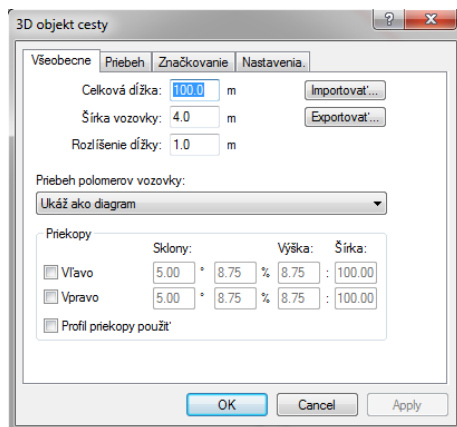 3D objekt cesty
Všeobecne Priebeh Značkovanie Nastavenia.
Celková dĺžka: 100.0 m Importovať...
Šírka vozovky: 4.0 m Exportovať...
Rozlíšenie dĺžky: 1.0 m
Priebeh polomerov vozovky:
Ukáž ako diagram
Priekopy
Sklony: Výška: Šírka:
Vľavo 5.00 ° 8.75 % 8.75 : 100.00
Vpravo 5.00 ° 8.75 % 8.75 : 100.00
Profil priekopy použiť
OK Cancel Apply